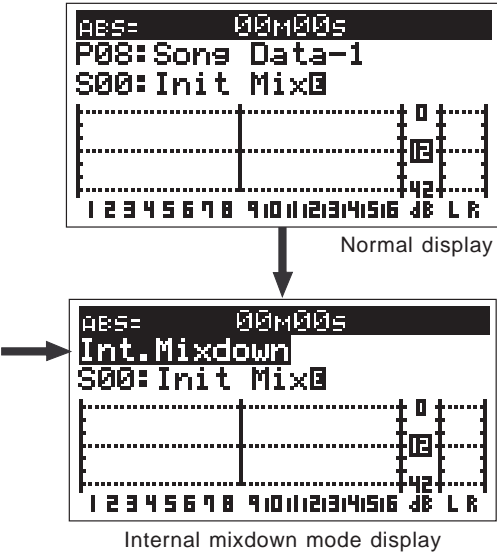 ABS= 00M00s
P08:Song Data-1
S00:Init Mix E
0
12
42
1 2 3 4 5 6 7 8 9 10 11 12 13 14 15 16 dB L R
Normal display
ABS= 00M00s
Int.Mixdown
S00:Init Mix E
0
12
42
1 2 3 4 5 6 7 8 9 10 11 12 13 14 15 16 dB L R
Internal mixdown mode display